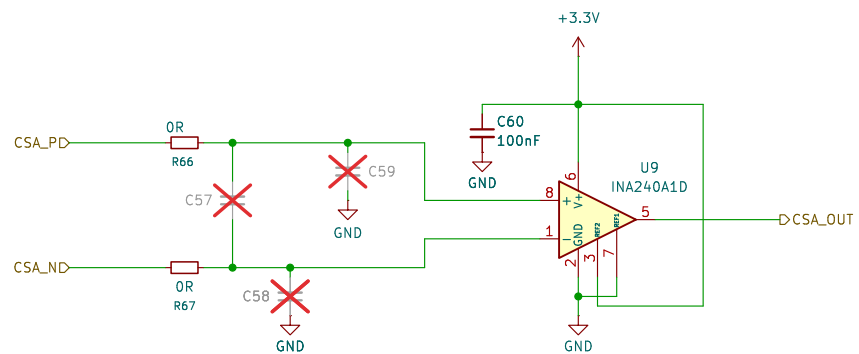 +3.3V
0R
CSA_P
R66
C59
C57
C60
100nF
GND
GND
U9
INA240A1D
8
+
V+
6
5
CSA_OUT
1
-
GND
REF2
REF1
2
3
7
CSA_N
0R
R67
C58
GND
GND